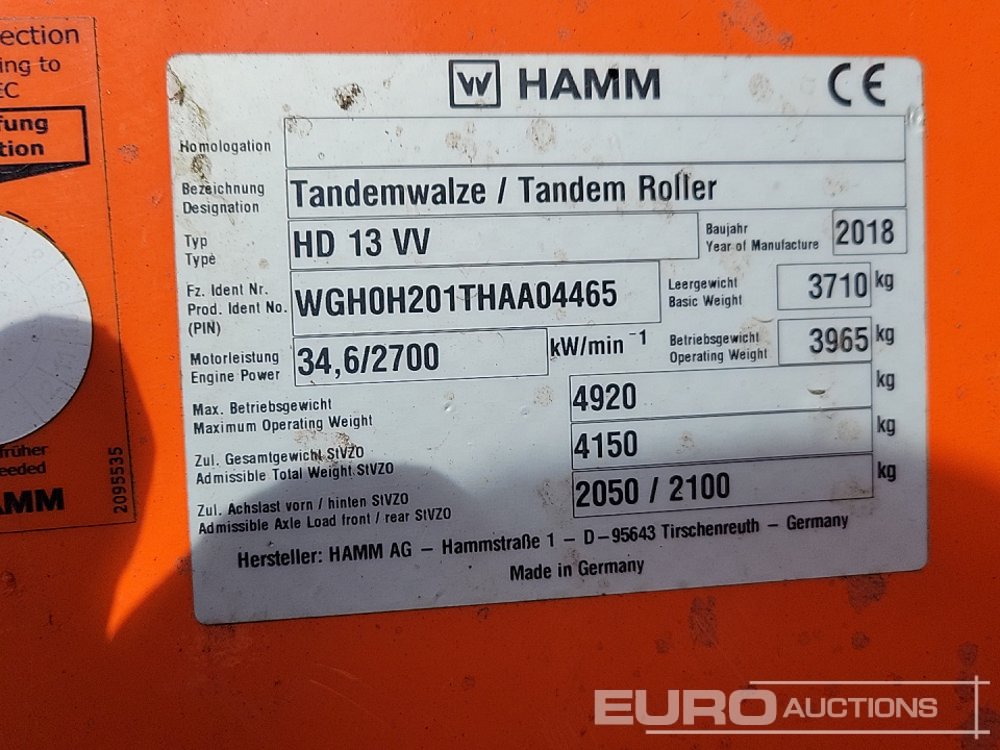 ection
ing to
EC
fung
tion
früher
eeded
AMM
2095535
HAMM CE
Homologation
Bezeichnung
Designation
Tandemwalze / Tandem Roller
Typ
Type
HD 13 VV
Baujahr
Year of Manufacture
2018
Fz. Ident Nr.
Prod. Ident No.
(PIN)
WGH0H201THAA04465
Leergewicht
Basic Weight
3710 kg
Motorleistung
Engine Power
34,6/2700 kW/min -1
Betriebsgewicht
Operating Weight
3965 kg
Max. Betriebsgewicht
Maximum Operating Weight
4920 kg
Zul. Gesamtgewicht StVZO
Admissible Total Weight StVZO
4150 kg
Zul. Achslast vorn / hinten StVZO
Admissible Axle Load front / rear StVZO
2050 / 2100 kg
Hersteller: HAMM AG – Hammstraße 1 – D–95643 Tirschenreuth – Germany
Made in Germany
EURO AUCTIONS